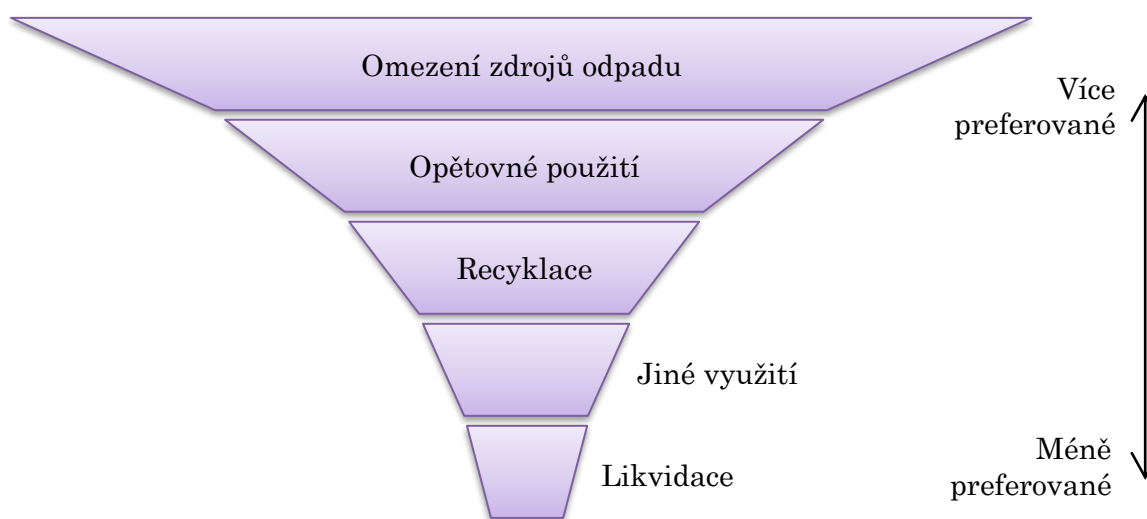 Omezení zdrojů odpadu
Více
preferované
Opětovné použití
Recyklace
Jiné využití
Likvidace
Méně
preferované